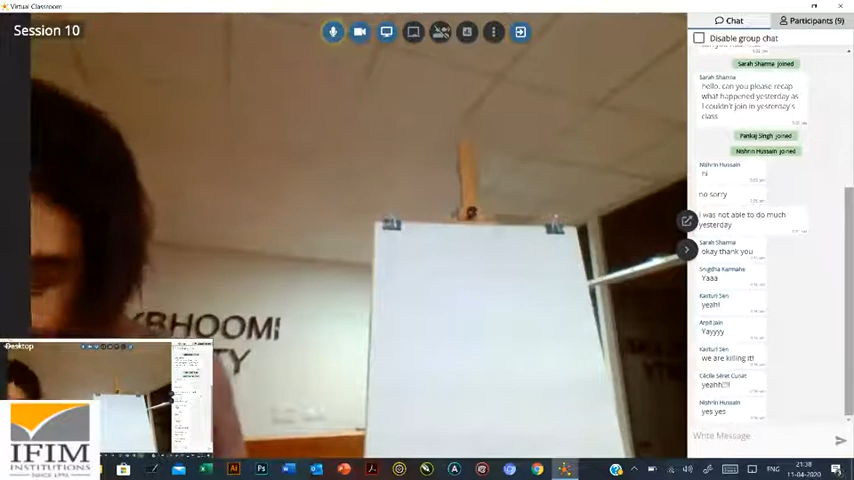 Virtual Classroom
Session 10
Chat
Participants (9)
Disable group chat
Sarah Sharma joined
Sarah Sharma
hello, can you please recap
what happened yesterday as
I couldn't join in yesterday's
class
Pankaj Singh joined
Nishrin Hussain joined
Nishrin Hussain
hi
no sorry
i was not able to do much
yesterday
Sarah Sharma
okay thank you
Snigdha Kamahe
Yaaa
Kasturi Sen
yeah!
Arpit Jain
Yayyyy
Kasturi Sen
we are killing it!
yeahh
Nishrin Hussain
yes yes
Write Message
BHOOMI
TY
Desktop
IFIM
INSTITUTIONS
SINCE 1995
ENG
21:38
11-04-2020